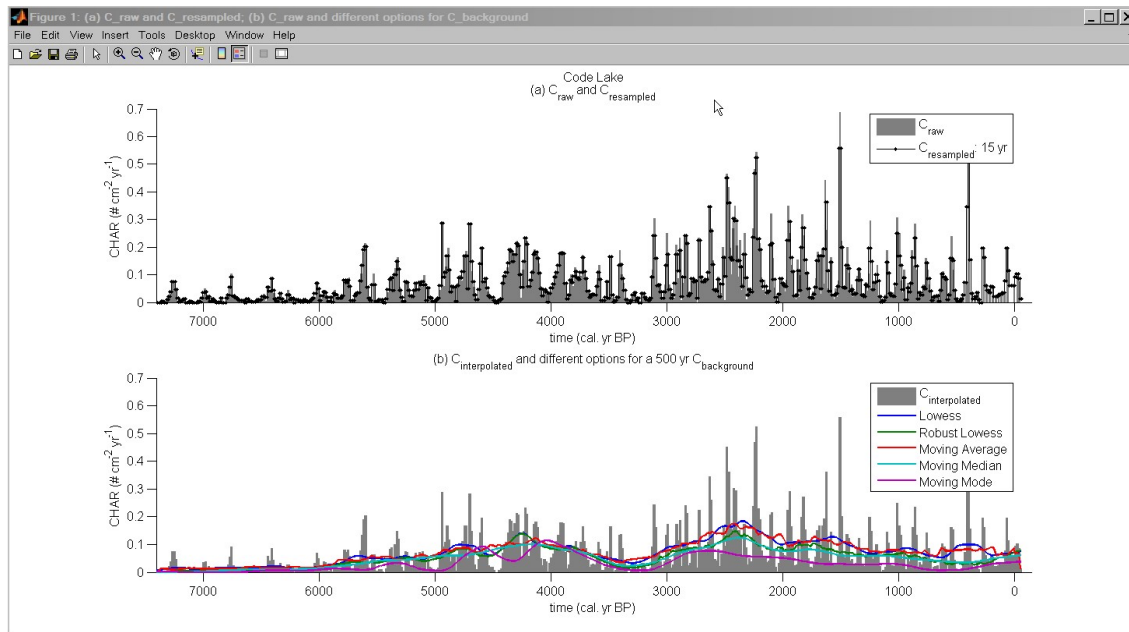 Figure 1: (a) C_raw and C_resampled; (b) C_raw and different options for C_background
File Edit View Insert Tools Desktop Window Help
Code Lake
(a) C_raw and C_resampled
0.7
0.6
0.5
0.4
0.3
0.2
0.1
0
CHAR (# cm^-2 yr^-1)
C_raw
C_resampled: 15 yr
7000 6000 5000 4000 3000 2000 1000 0
time (cal. yr BP)
(b) C_interpolated and different options for a 500 yr C_background
0.7
0.6
0.5
0.4
0.3
0.2
0.1
0
CHAR (# cm^-2 yr^-1)
C_interpolated
Lowess
Robust Lowess
Moving Average
Moving Median
Moving Mode
7000 6000 5000 4000 3000 2000 1000 0
time (cal. yr BP)